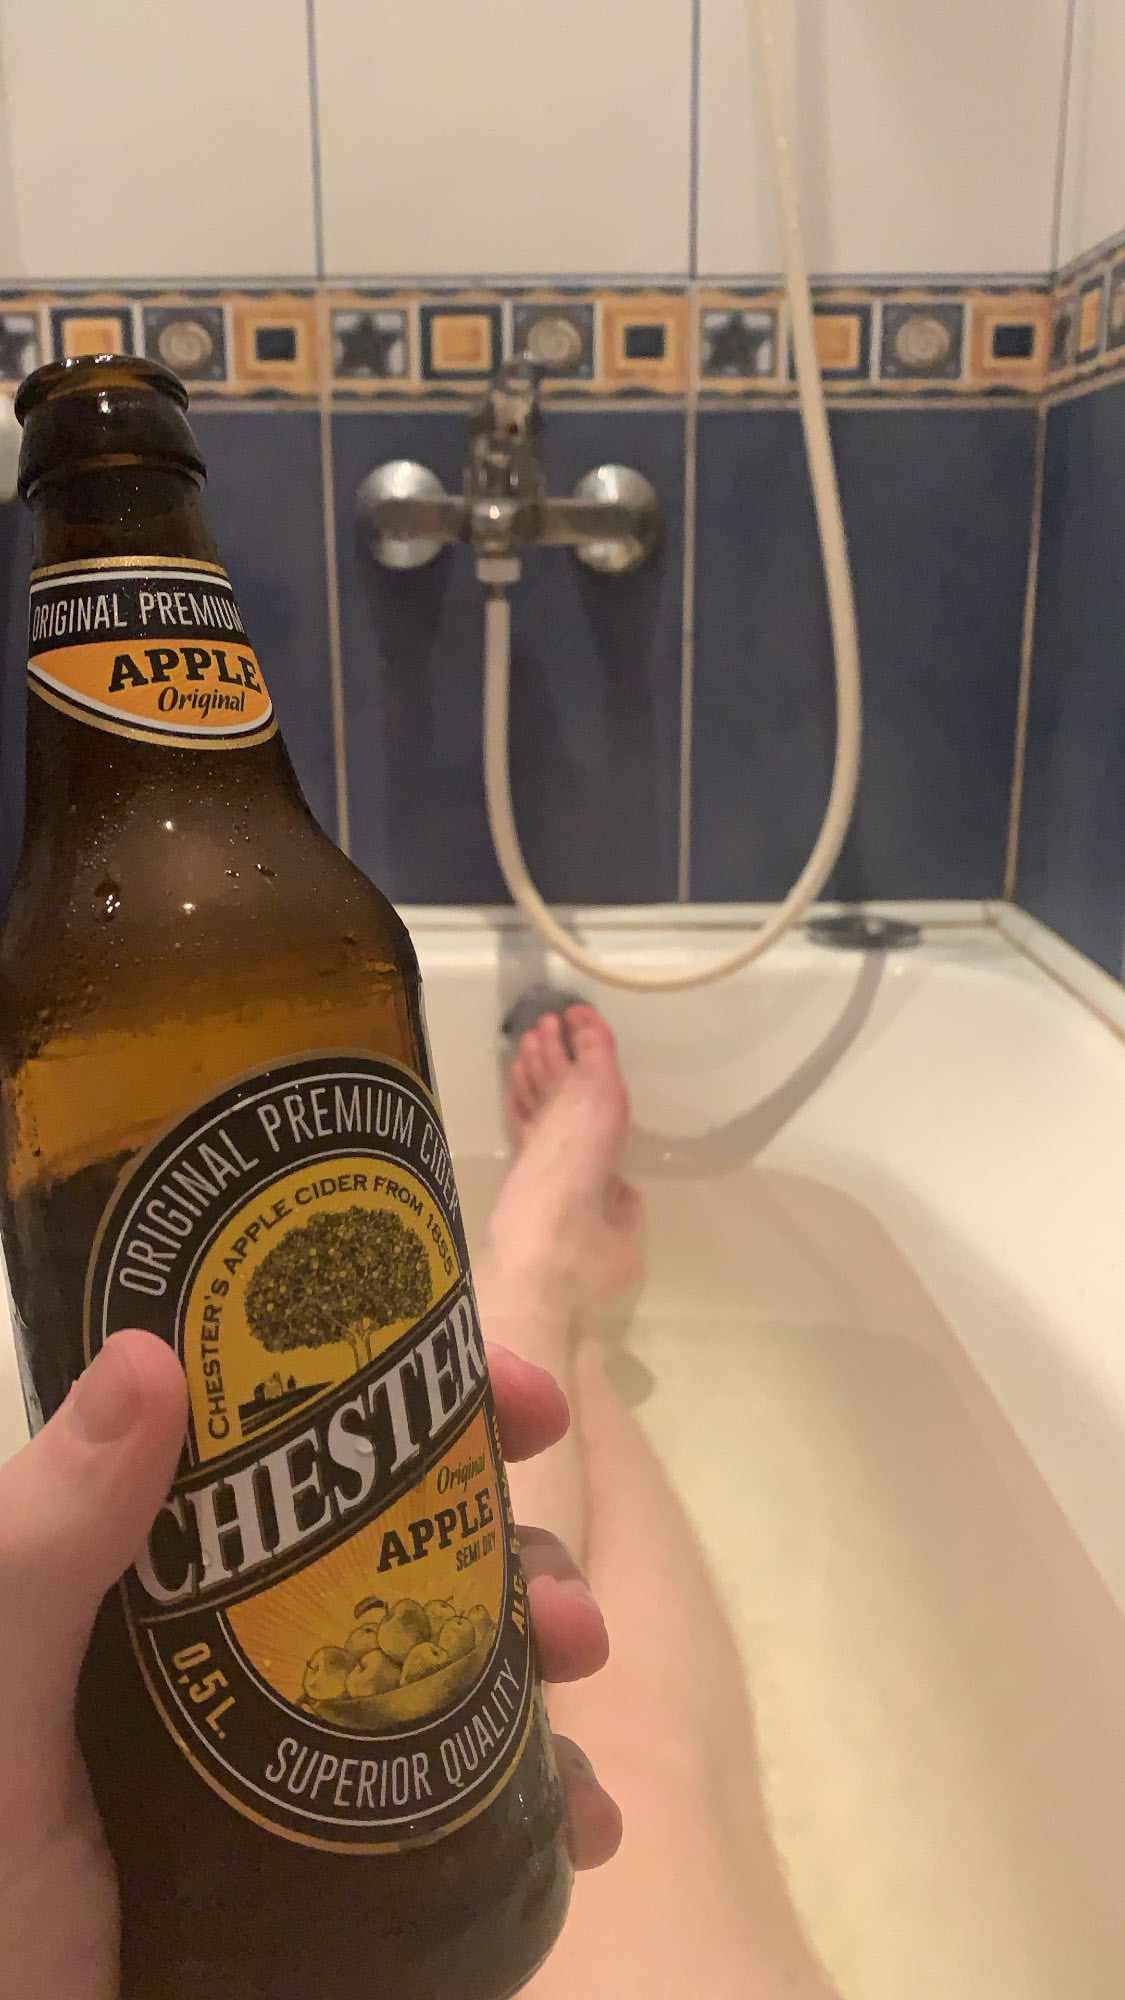 ORIGINAL PREMIUM
APPLE
Original
ORIGINAL PREMIUM CIDER
CHESTER'S APPLE CIDER FROM 1855
CHESTER'
Original
APPLE
SEMI DRY
0,5 L.
SUPERIOR QUALITY